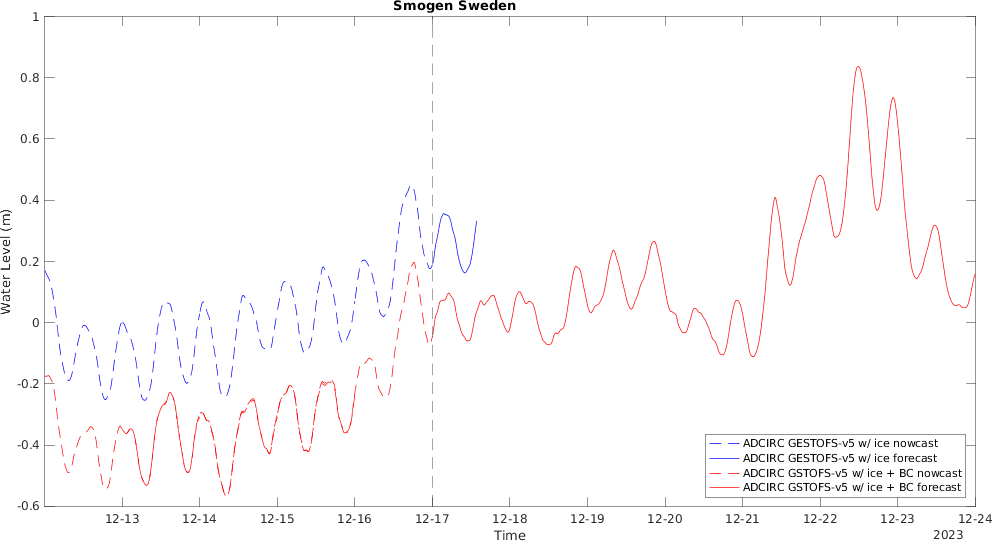 Smogen Sweden
1
0.8
0.6
0.4
0.2
0
-0.2
-0.4
-0.6
Water Level (m)
ADCIRC GESTOFS-v5 w/ ice nowcast
ADCIRC GESTOFS-v5 w/ ice forecast
ADCIRC GSTOFS-v5 w/ ice + BC nowcast
ADCIRC GSTOFS-v5 w/ ice + BC forecast
12-13 12-14 12-15 12-16 12-17 12-18 12-19 12-20 12-21 12-22 12-23 12-24
Time
2023